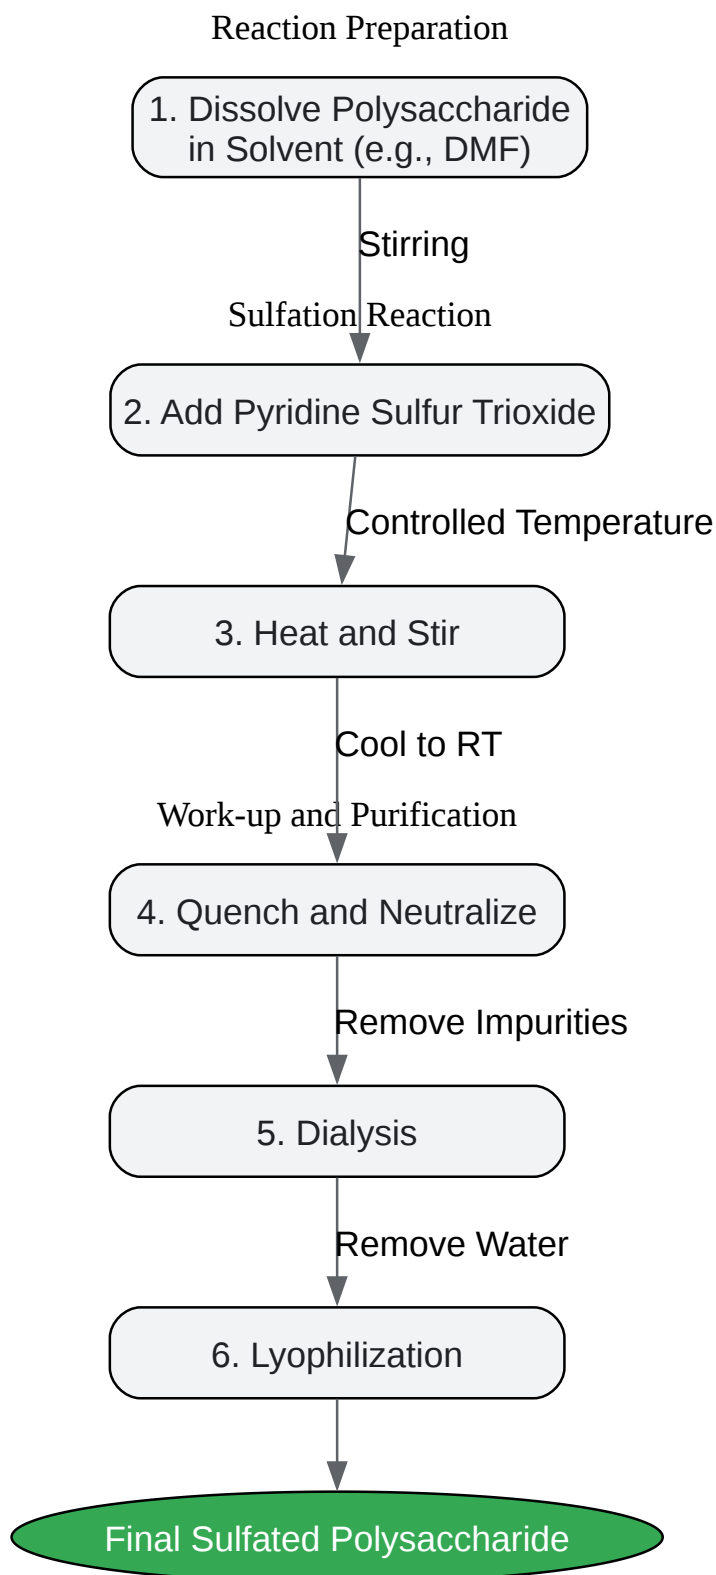 Reaction Preparation
1. Dissolve Polysaccharide
in Solvent (e.g., DMF)
Stirring
Sulfation Reaction
2. Add Pyridine Sulfur Trioxide
Controlled Temperature
3. Heat and Stir
Cool to RT
Work-up and Purification
4. Quench and Neutralize
Remove Impurities
5. Dialysis
Remove Water
6. Lyophilization
Final Sulfated Polysaccharide